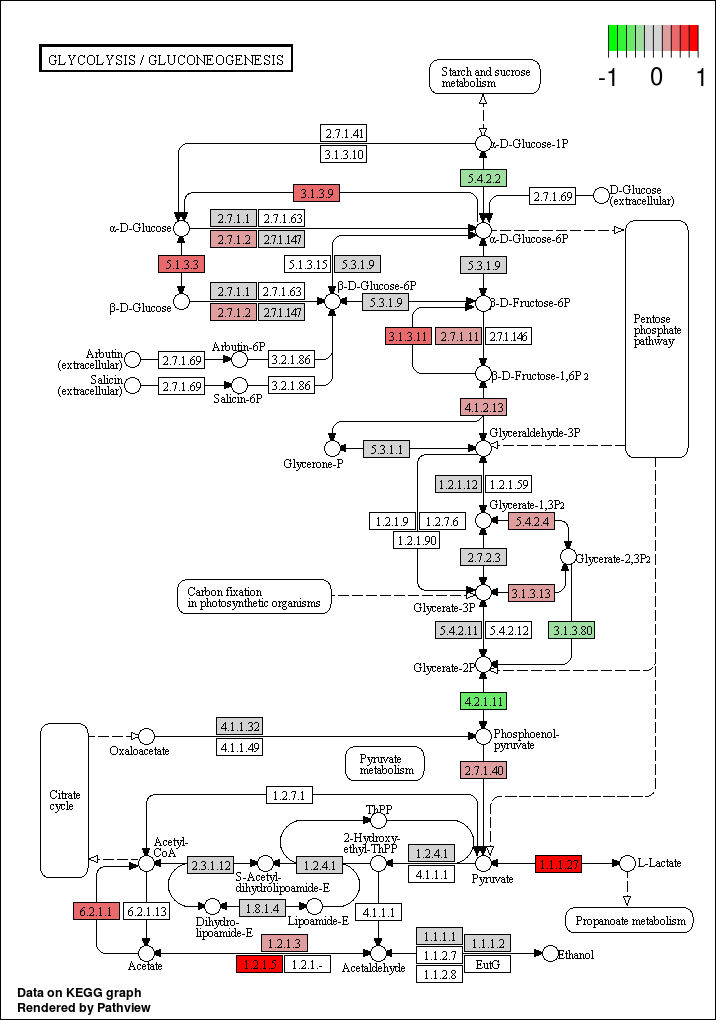 GLYCOLYSIS / GLUCONEOGENESIS
-1 0 1
Starch and sucrose
metabolism
2.7.1.41
3.1.3.10
α-D-Glucose-1P
5.4.2.2
3.1.3.9
2.7.1.69
D-Glucose
(extracellular)
α-D-Glucose
2.7.1.1
2.7.1.63
2.7.1.2
2.7.1.147
α-D-Glucose-6P
5.1.3.3
5.1.3.15
5.3.1.9
5.3.1.9
β-D-Glucose
2.7.1.1
2.7.1.63
2.7.1.2
2.7.1.147
β-D-Glucose-6P
5.3.1.9
β-D-Fructose-6P
Pentose
phosphate
pathway
3.1.3.11
2.7.1.11
2.7.1.146
Arbutin
(extracellular)
2.7.1.69
Arbutin-6P
3.2.1.86
Salicin
(extracellular)
2.7.1.69
Salicin-6P
3.2.1.86
β-D-Fructose-1,6P2
4.1.2.13
Glyceraldehyde-3P
Glycerone-P
5.3.1.1
1.2.1.12
1.2.1.59
Glycerate-1,3P2
1.2.1.9
1.2.7.6
1.2.1.90
5.4.2.4
2.7.2.3
Glycerate-2,3P2
Carbon fixation
in photosynthetic organisms
3.1.3.13
Glycerate-3P
5.4.2.11
5.4.2.12
3.1.3.80
Glycerate-2P
4.2.1.11
Oxaloacetate
4.1.1.32
4.1.1.49
Phosphoenol-
pyruvate
Citrate
cycle
Pyruvate
metabolism
2.7.1.40
1.2.7.1
ThPP
Acetyl-
CoA
2.3.1.12
S-Acetyl-
dihydrolipoamide-E
1.2.4.1
2-Hydroxy-
ethyl-ThPP
1.2.4.1
4.1.1.1
Pyruvate
1.1.1.27
L-Lactate
6.2.1.1
6.2.1.13
Dihydro-
lipoamide-E
1.8.1.4
Lipoamide-E
4.1.1.1
Propanoate metabolism
Acetate
1.2.1.3
1.2.1.5
1.2.1.-
Acetaldehyde
1.1.1.1
1.1.1.2
1.1.2.7
EutG
1.1.2.8
Ethanol
Data on KEGG graph
Rendered by Pathview